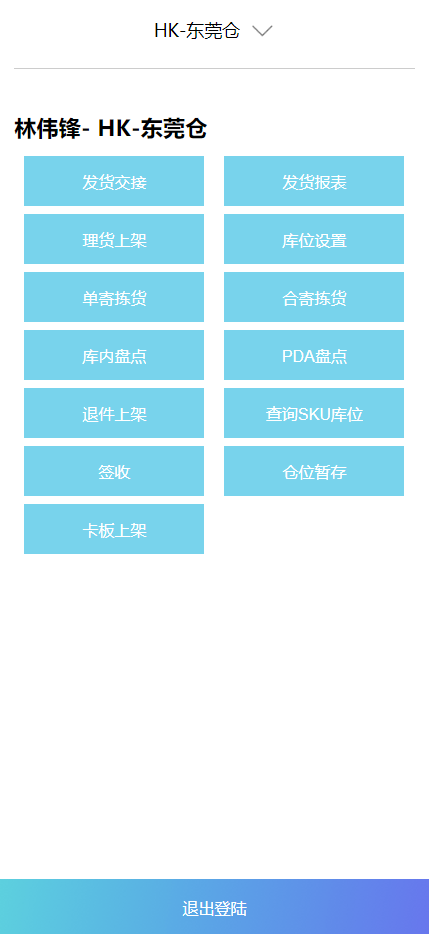 HK-东莞仓
林伟锋- HK-东莞仓
发货交接 发货报表
理货上架 库位设置
单寄拣货 合寄拣货
库内盘点 PDA盘点
退件上架 查询SKU库位
签收 仓位暂存
卡板上架
退出登陆